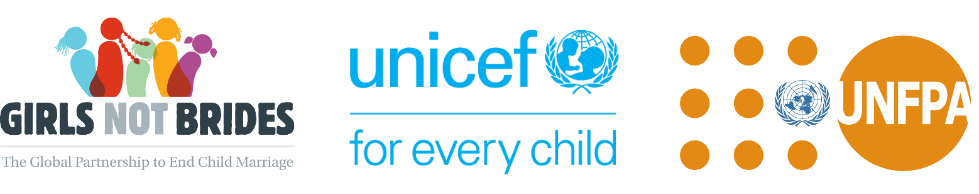 GIRLS NOT BRIDES
The Global Partnership to End Child Marriage
unicef
for every child
UNFPA